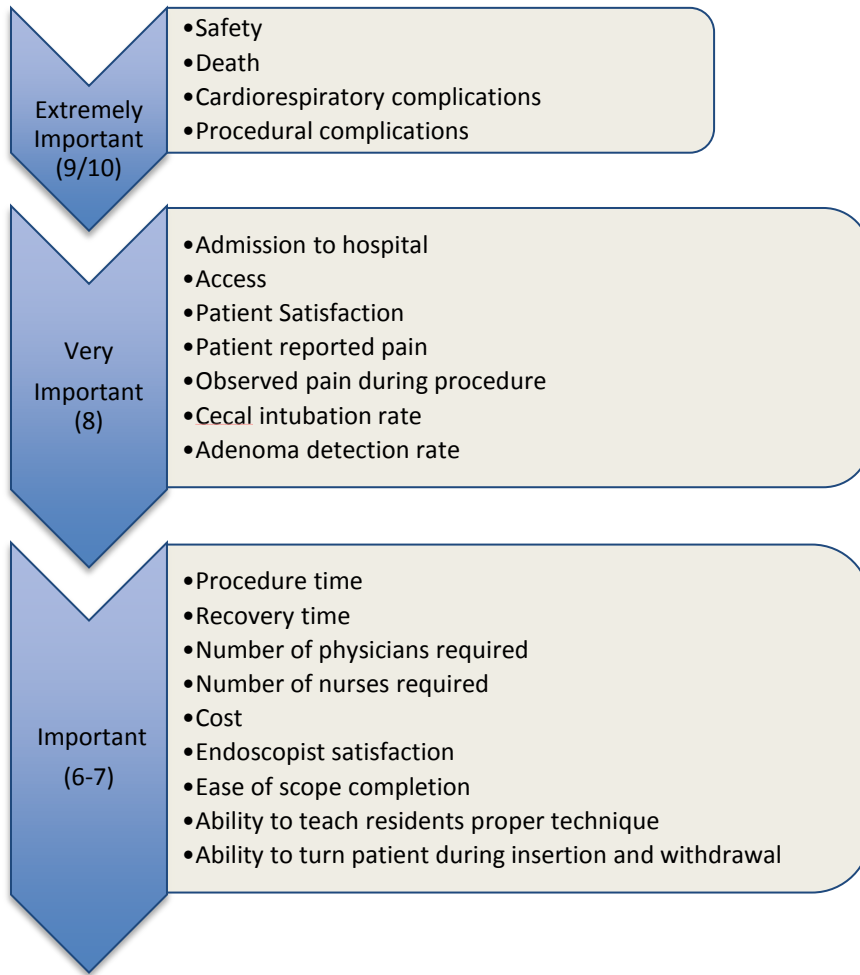 Extremely
Important
(9/10)
•Safety
•Death
•Cardiorespiratory complications
•Procedural complications
Very
Important
(8)
•Admission to hospital
•Access
•Patient Satisfaction
•Patient reported pain
•Observed pain during procedure
•Cecal intubation rate
•Adenoma detection rate
Important
(6-7)
•Procedure time
•Recovery time
•Number of physicians required
•Number of nurses required
•Cost
•Endoscopist satisfaction
•Ease of scope completion
•Ability to teach residents proper technique
•Ability to turn patient during insertion and withdrawal